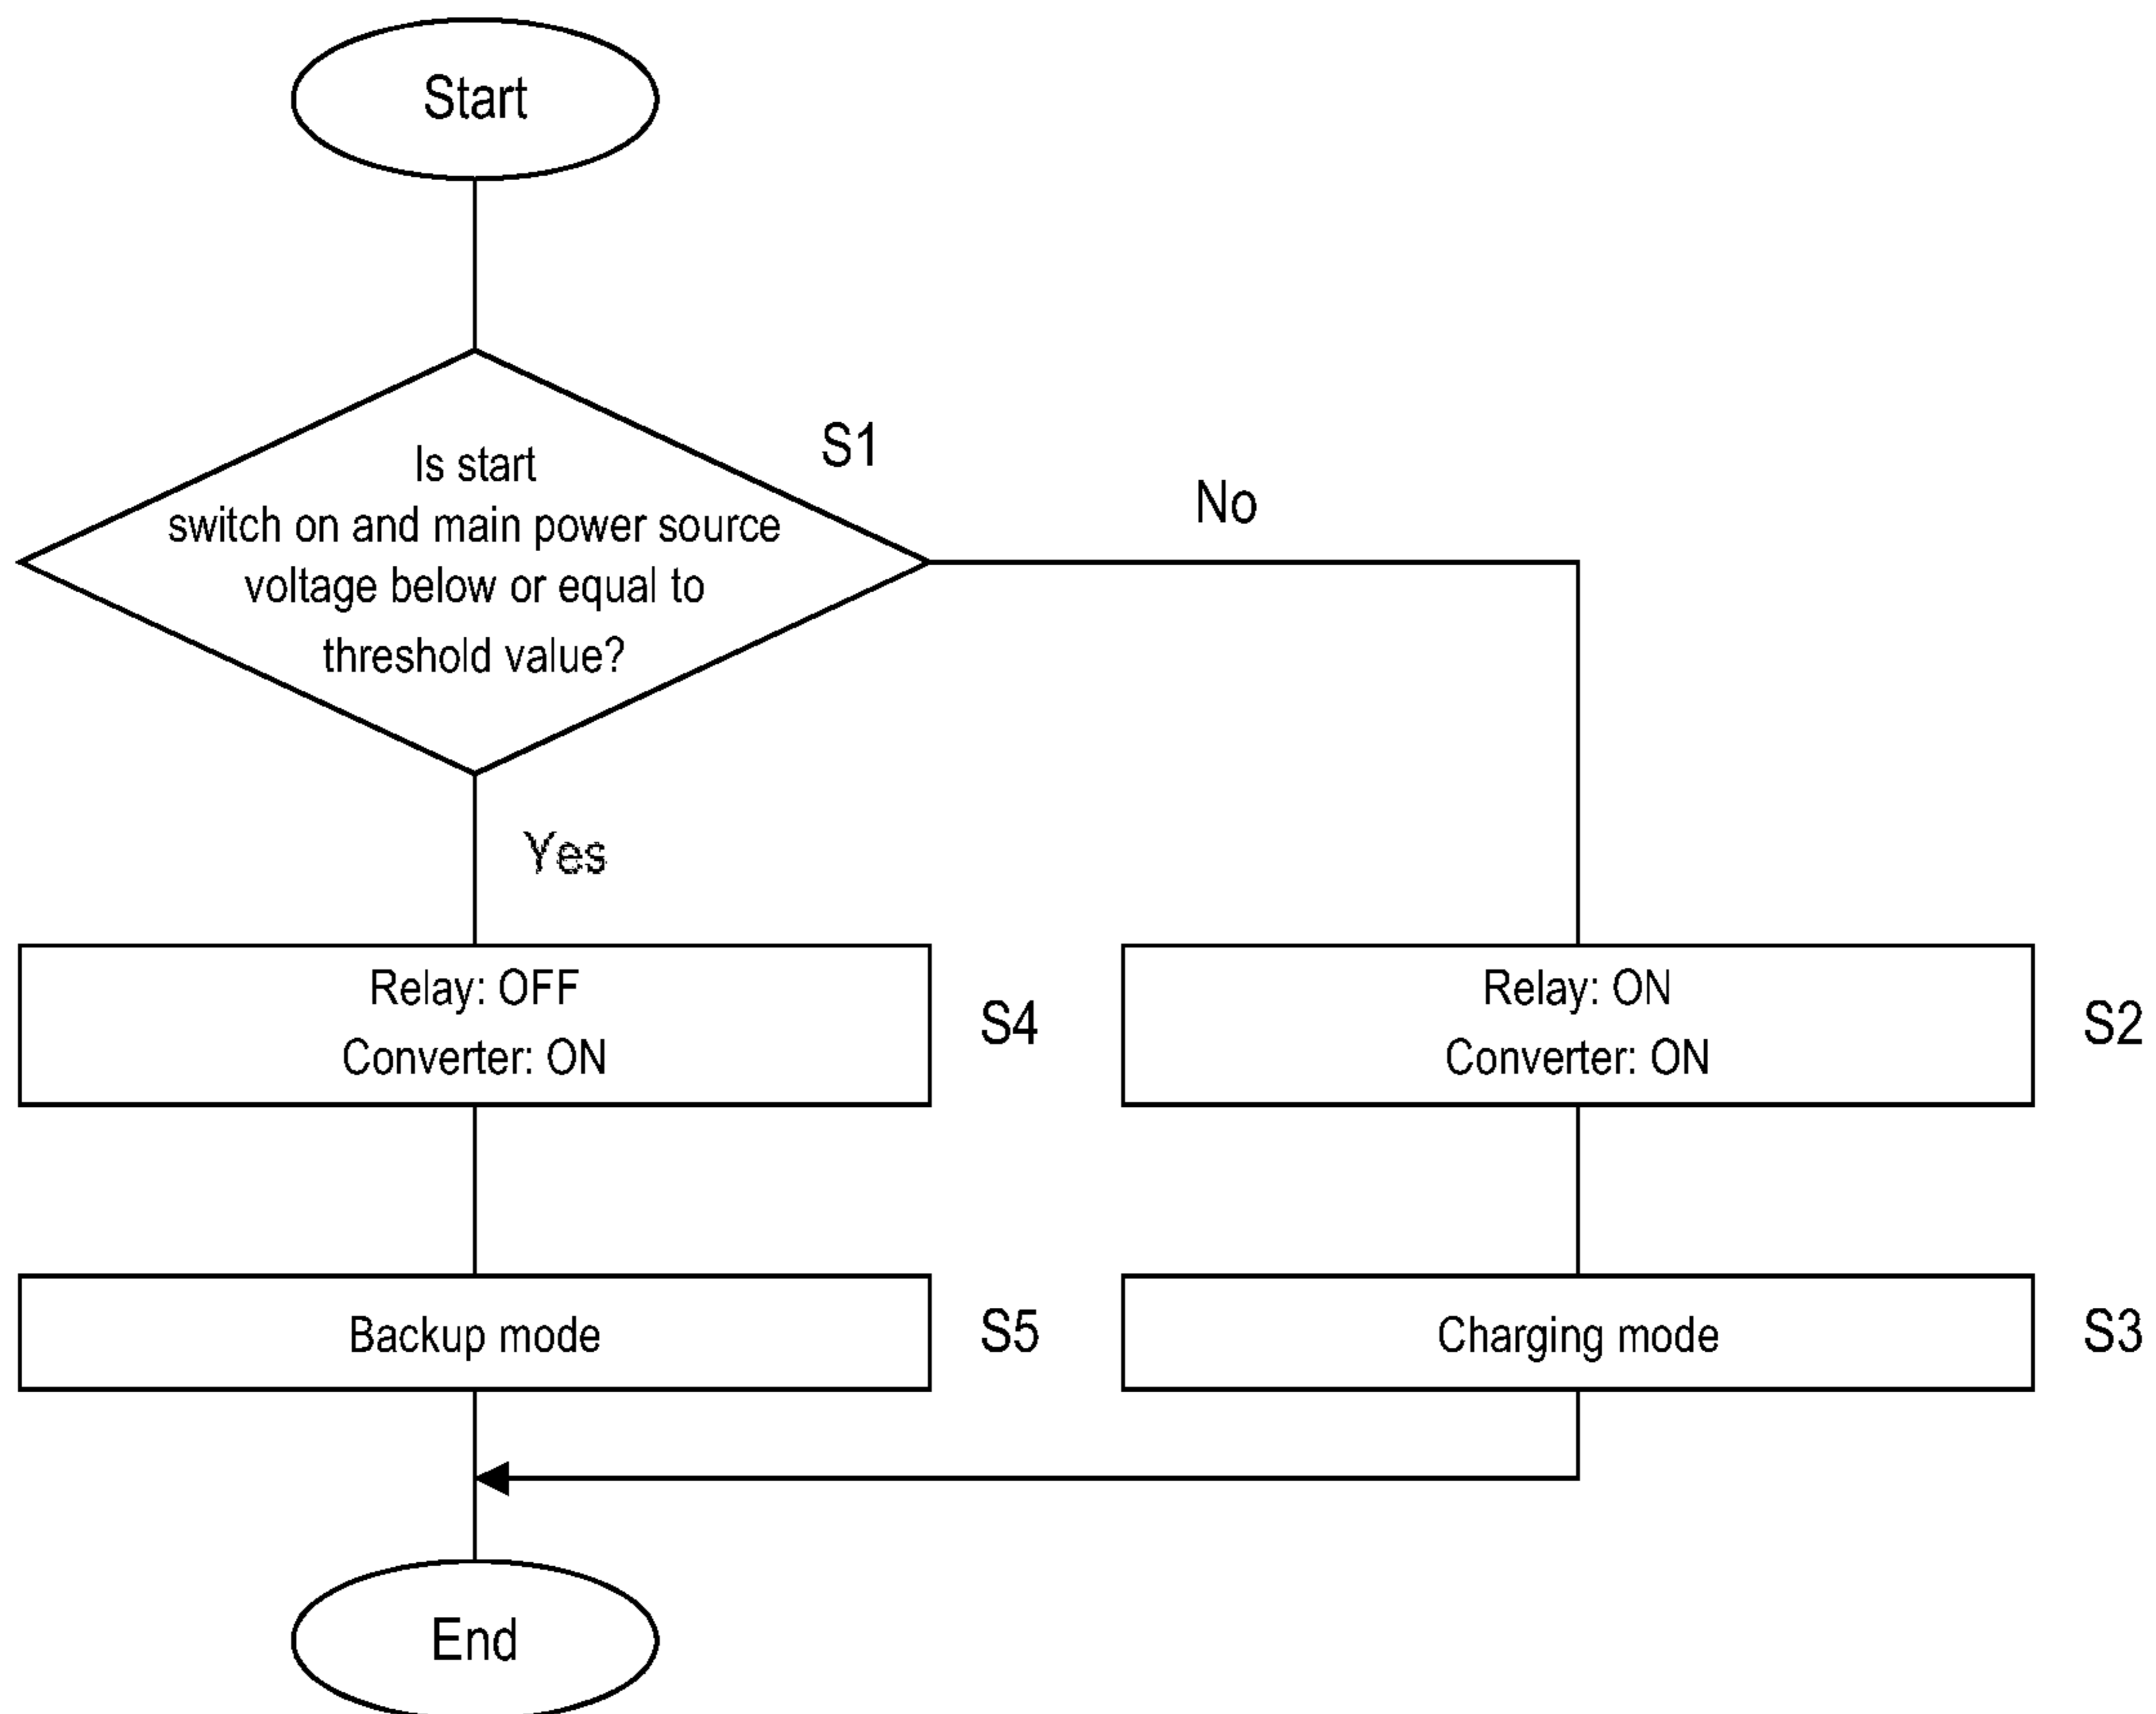 Start
S1
Is start
switch on and main power source
voltage below or equal to
threshold value?
No
Yes
Relay: OFF
Converter: ON
S4
Relay: ON
Converter: ON
S2
Backup mode
S5
Charging mode
S3
End